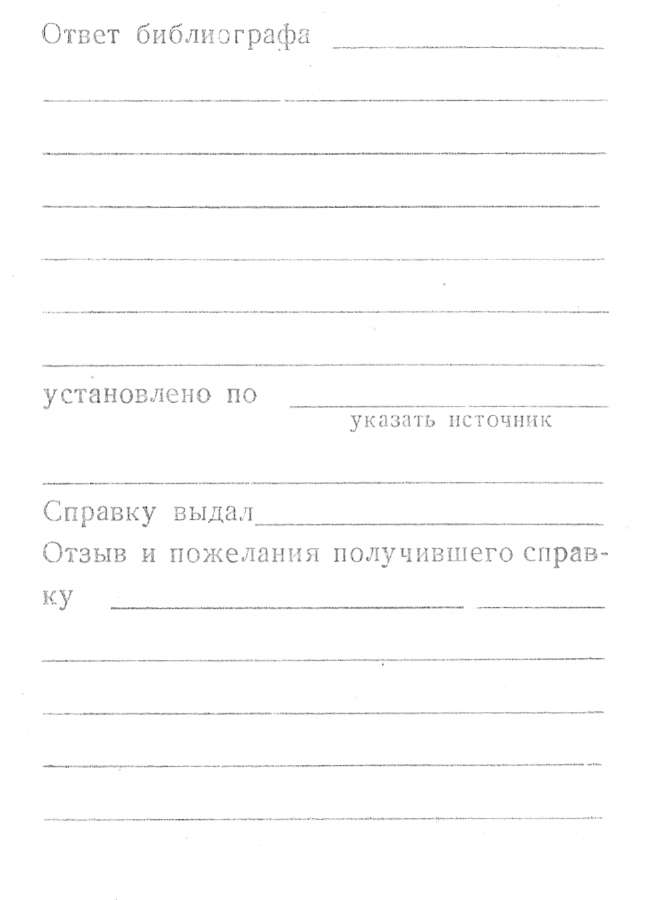 Ответ библиографа
установлено по
указать источник
Справку выдал
Отзыв и пожелания получившего справ-
ку